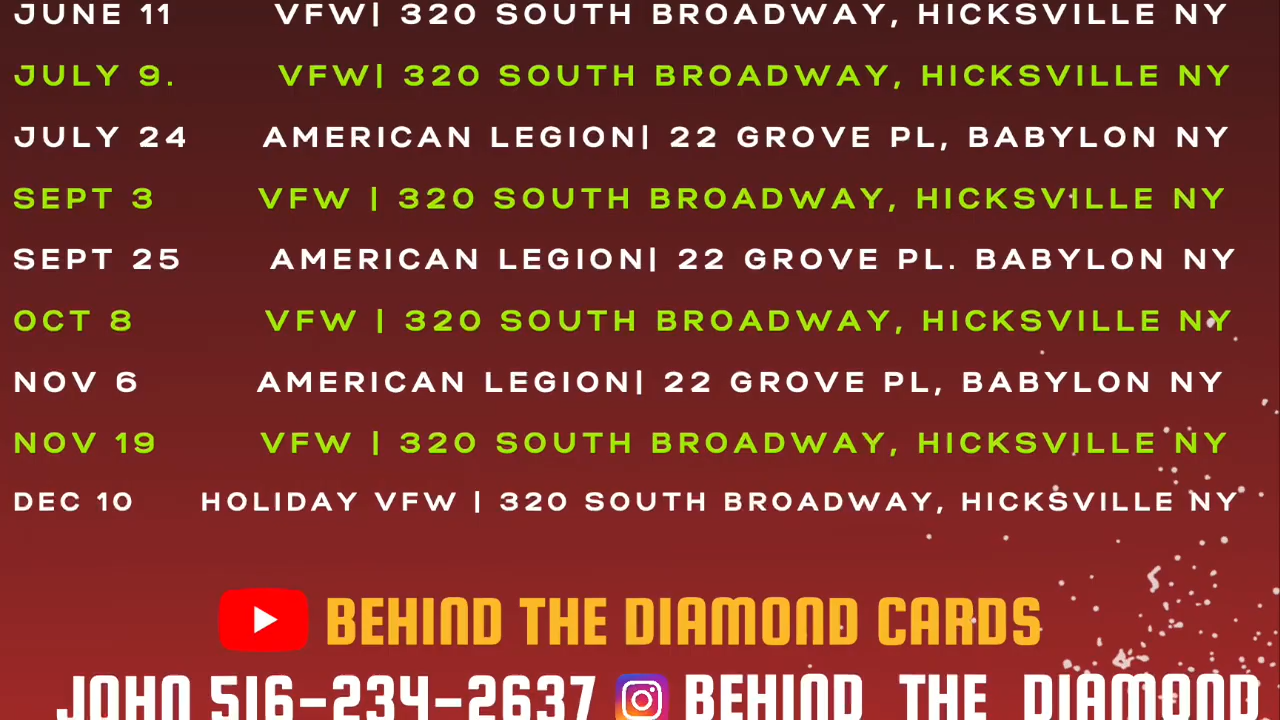 JUNE 11 VFW| 320 SOUTH BROADWAY, HICKSVILLE NY
JULY 9. VFW| 320 SOUTH BROADWAY, HICKSVILLE NY
JULY 24 AMERICAN LEGION| 22 GROVE PL, BABYLON NY
SEPT 3 VFW | 320 SOUTH BROADWAY, HICKSVILLE NY
SEPT 25 AMERICAN LEGION| 22 GROVE PL. BABYLON NY
OCT 8 VFW | 320 SOUTH BROADWAY, HICKSVILLE NY
NOV 6 AMERICAN LEGION| 22 GROVE PL, BABYLON NY
NOV 19 VFW | 320 SOUTH BROADWAY, HICKSVILLE NY
DEC 10 HOLIDAY VFW | 320 SOUTH BROADWAY, HICKSVILLE NY
BEHIND THE DIAMOND CARDS
JOHN 516-234-2637 BEHIND THE DIAMOND